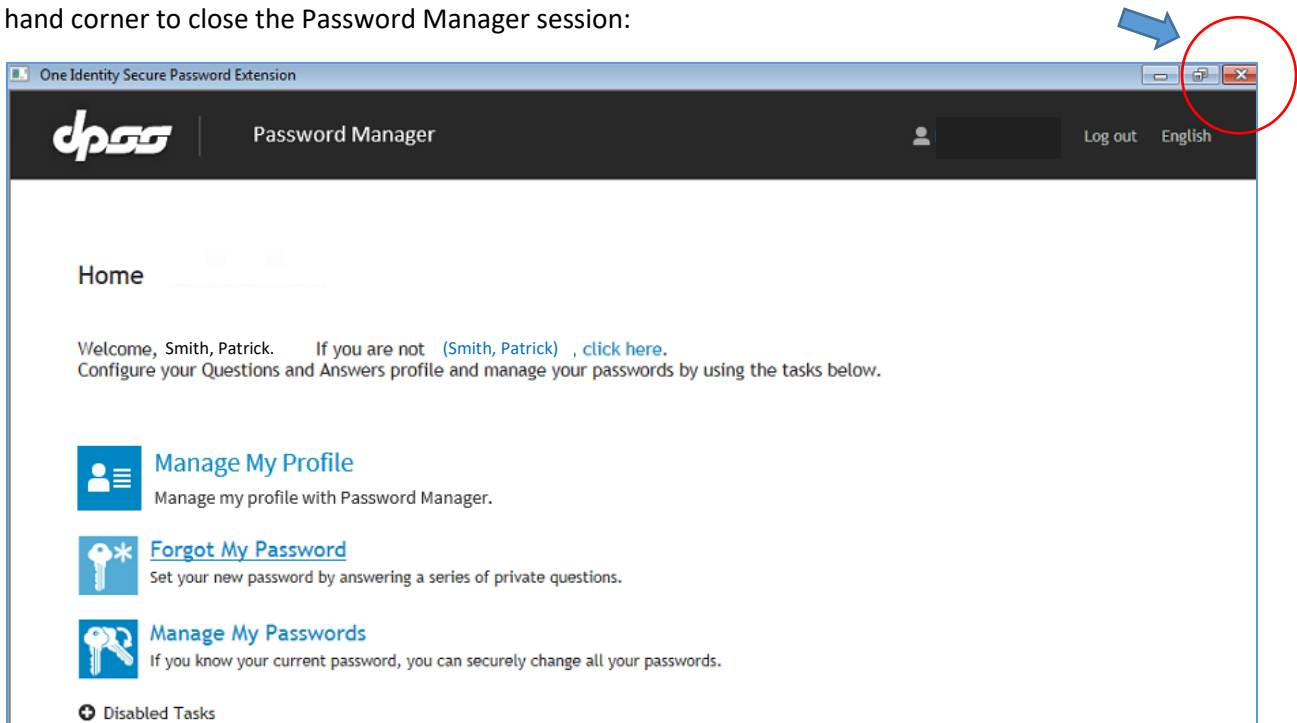 hand corner to close the Password Manager session:
One Identity Secure Password Extension
dpss Password Manager Log out English
Home
Welcome, Smith, Patrick. If you are not (Smith, Patrick) , click here.
Configure your Questions and Answers profile and manage your passwords by using the tasks below.
Manage My Profile
Manage my profile with Password Manager.
Forgot My Password
Set your new password by answering a series of private questions.
Manage My Passwords
If you know your current password, you can securely change all your passwords.
Disabled Tasks